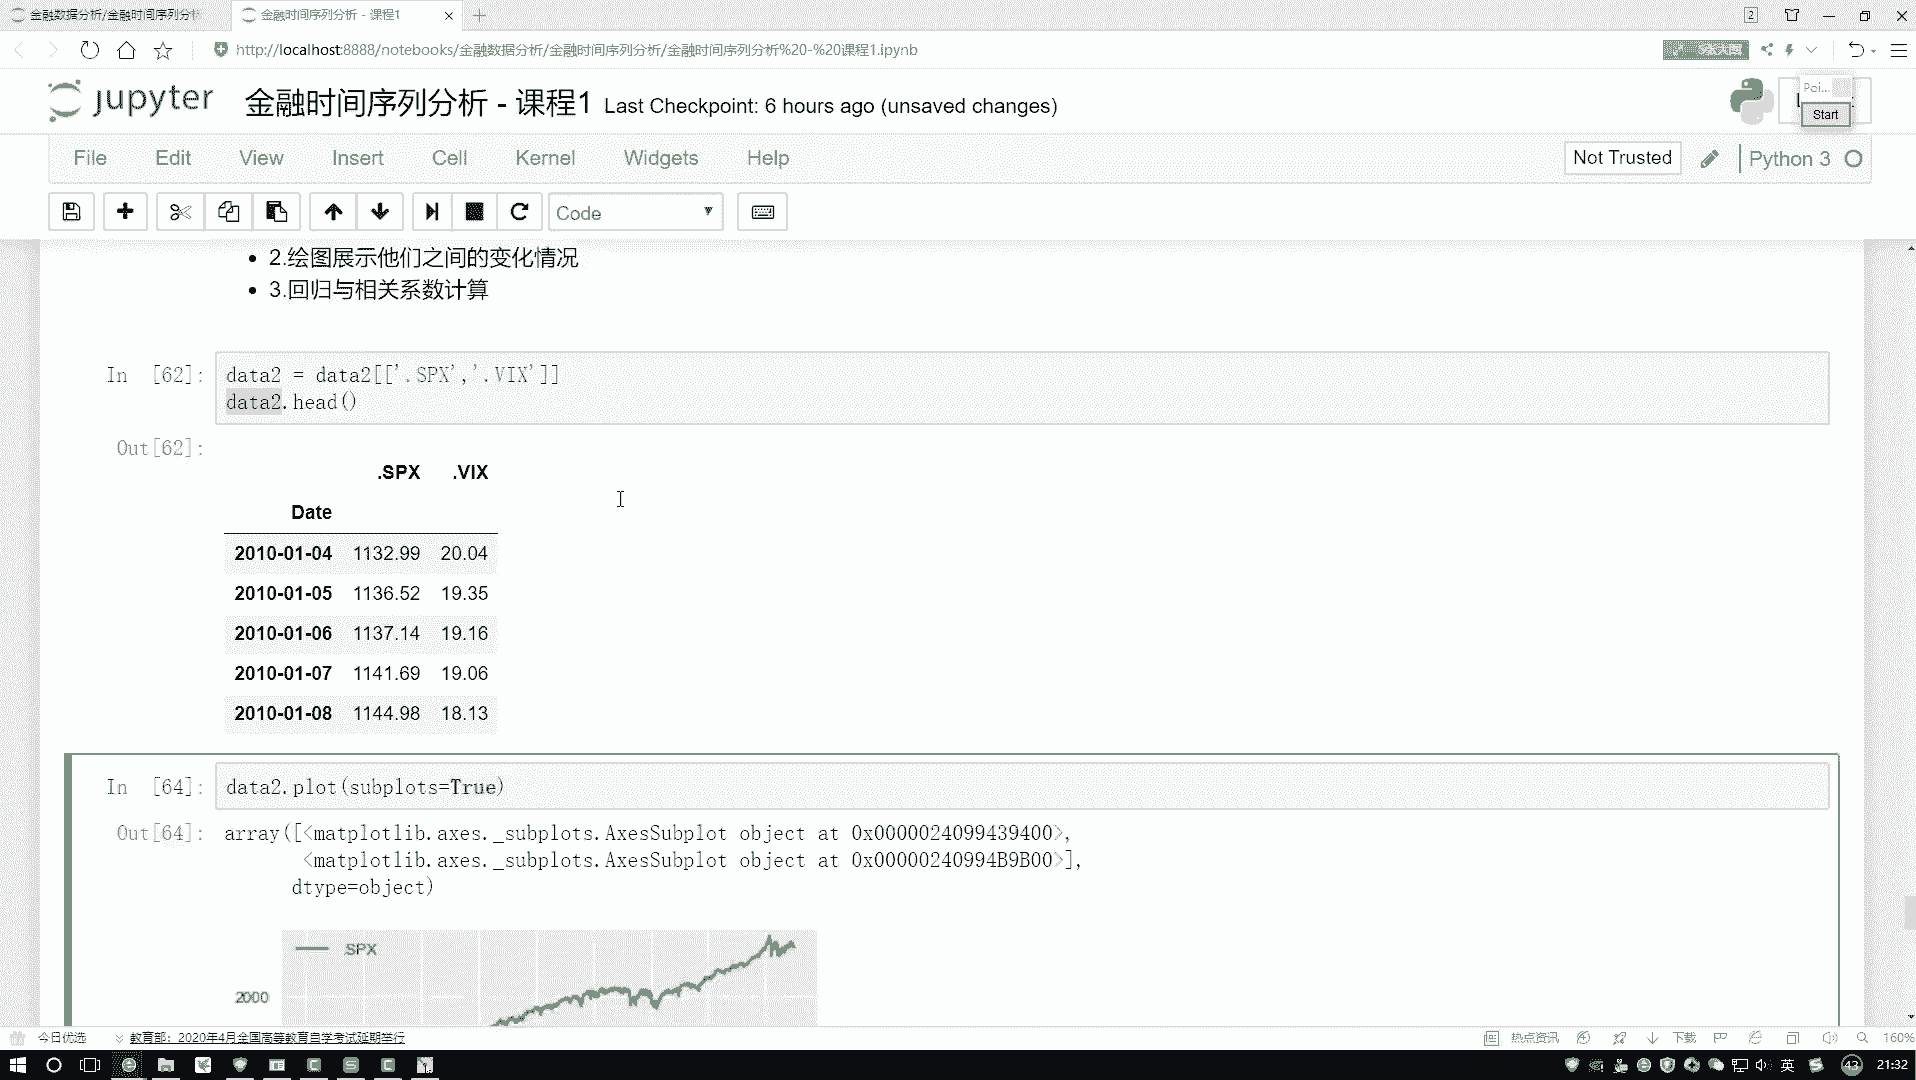 金融数据分析/金融时间序列分析
金融时间序列分析 - 课程1
2
http://localhost:8888/notebooks/金融数据分析/金融时间序列分析/金融时间序列分析%20-%20课程1.ipynb
jupyter 金融时间序列分析 - 课程1 Last Checkpoint: 6 hours ago (unsaved changes)
Poi...
Start
File Edit View Insert Cell Kernel Widgets Help
Not Trusted
Python 3
Code
2.绘图展示他们之间的变化情况
3.回归与相关系数计算
In [62]: data2 = data2[['.SPX','.VIX']]
data2.head()
Out[62]:
.SPX .VIX
Date
2010-01-04 1132.99 20.04
2010-01-05 1136.52 19.35
2010-01-06 1137.14 19.16
2010-01-07 1141.69 19.06
2010-01-08 1144.98 18.13
In [64]: data2.plot(subplots=True)
Out[64]: array([<matplotlib.axes._subplots.AxesSubplot object at 0x0000024099439400>,
<matplotlib.axes._subplots.AxesSubplot object at 0x00000240994B9B00>],
dtype=object)
.SPX
2000
今日优选
教育部：2020年4月全国高等教育自学考试延期举行
热点资讯
下载
160%
英
43
21:32